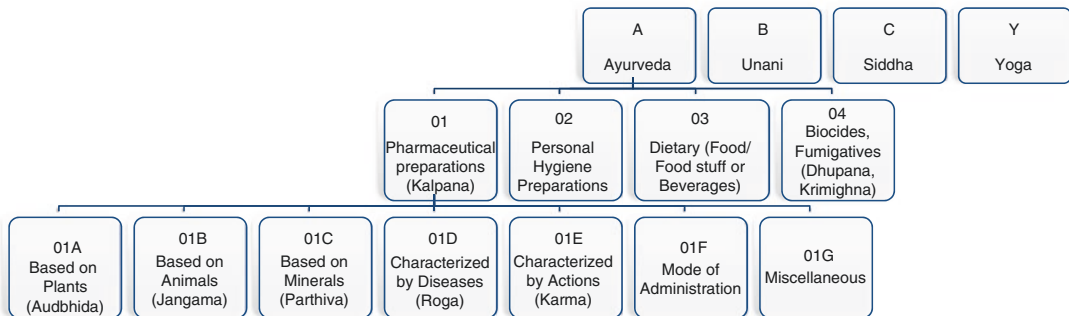 A
Ayurveda
B
Unani
C
Siddha
Y
Yoga
01
Pharmaceutical
preparations
(Kalpana)
02
Personal
Hygiene
Preparations
03
Dietary (Food/
Food stuff or
Beverages)
04
Biocides,
Fumigatives
(Dhupana,
Krimighna)
01A
Based on
Plants
(Audbhida)
01B
Based on
Animals
(Jangama)
01C
Based on
Minerals
(Parthiva)
01D
Characterized
by Diseases
(Roga)
01E
Characterized
by Actions
(Karma)
01F
Mode of
Administration
01G
Miscellaneous